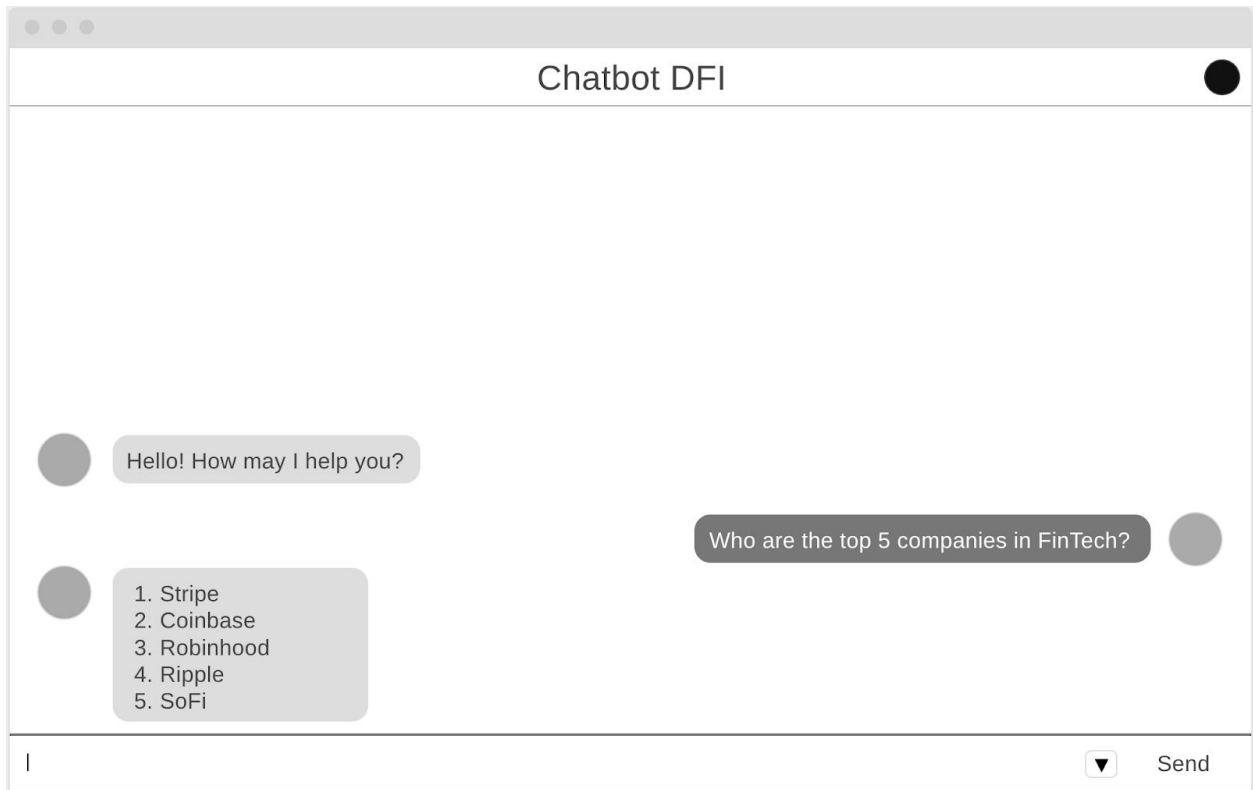 Chatbot DFI
Hello! How may I help you?
Who are the top 5 companies in FinTech?
1. Stripe
2. Coinbase
3. Robinhood
4. Ripple
5. SoFi
Send